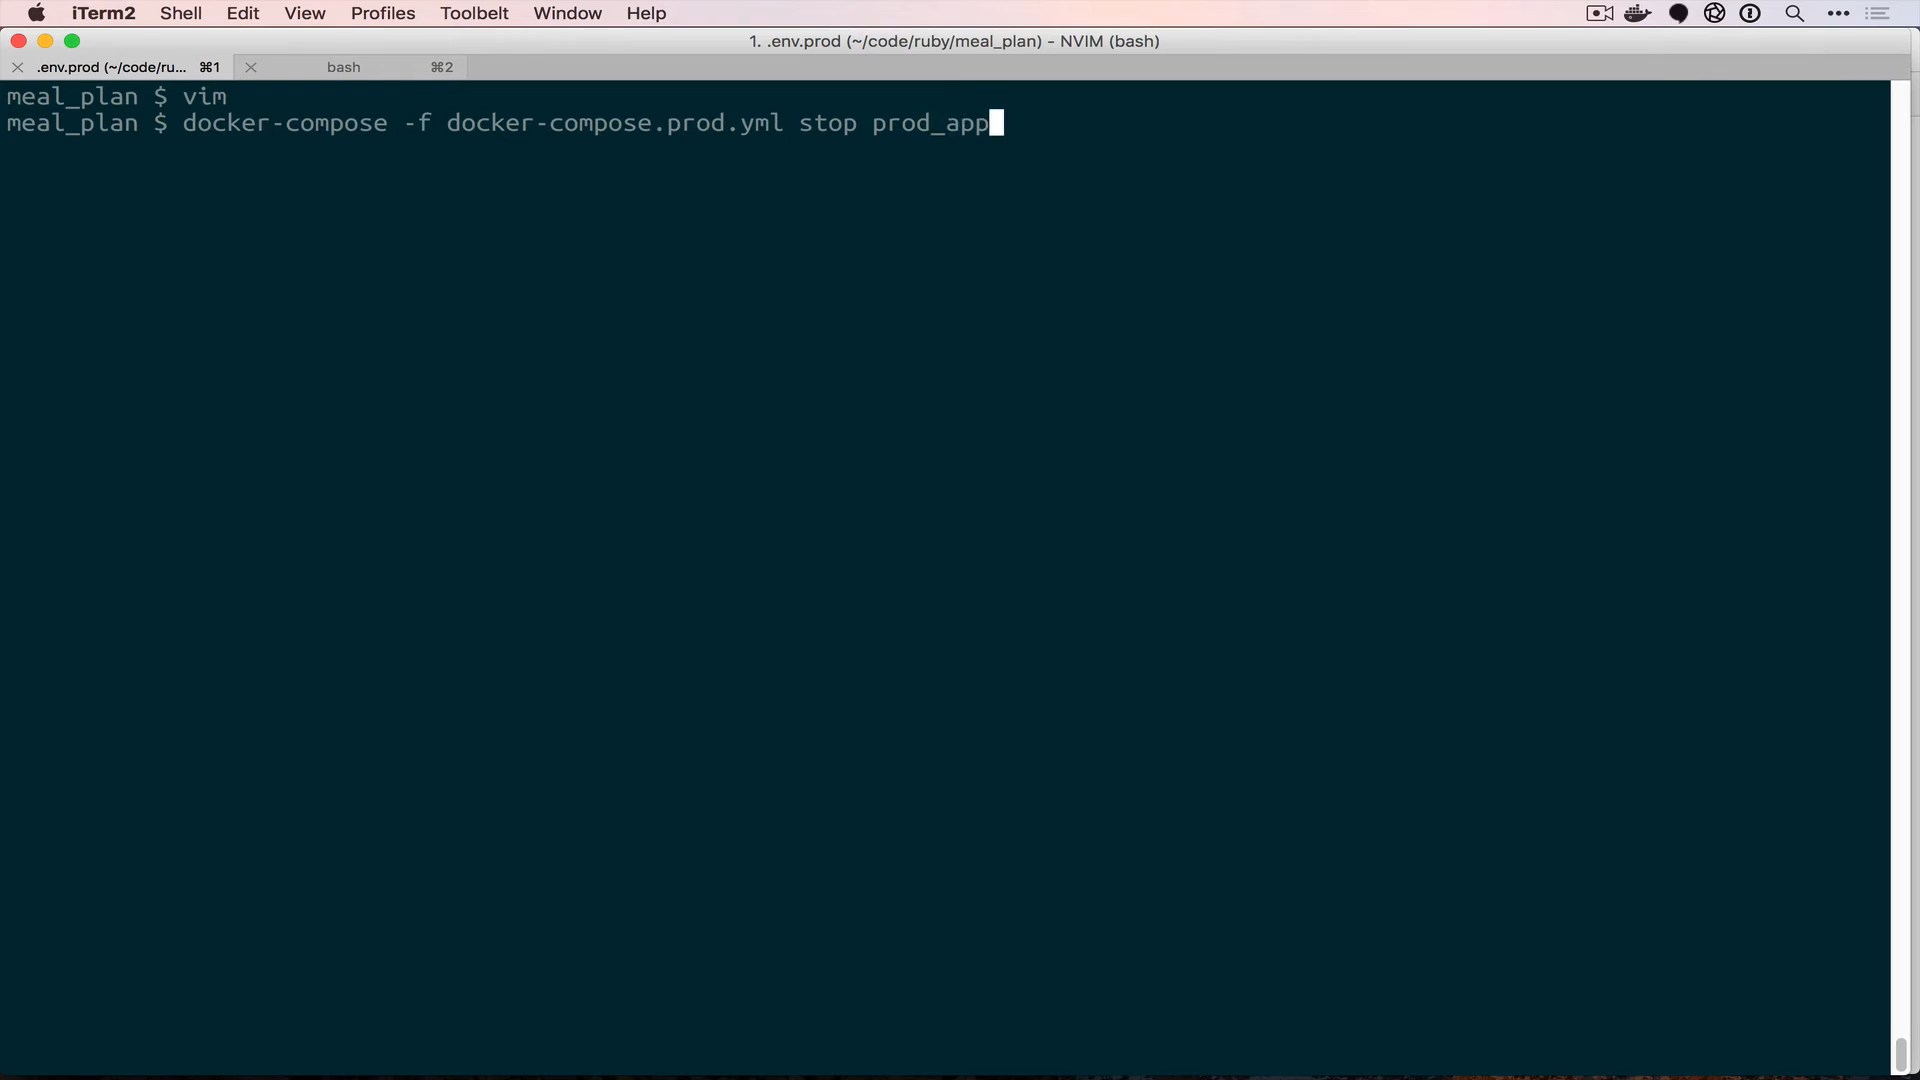 iTerm2 Shell Edit View Profiles Toolbelt Window Help
1. .env.prod (~/code/ruby/meal_plan) - NVIM (bash)
.env.prod (~/code/ru... ⌘1 bash ⌘2
meal_plan $ vim
meal_plan $ docker-compose -f docker-compose.prod.yml stop prod_app